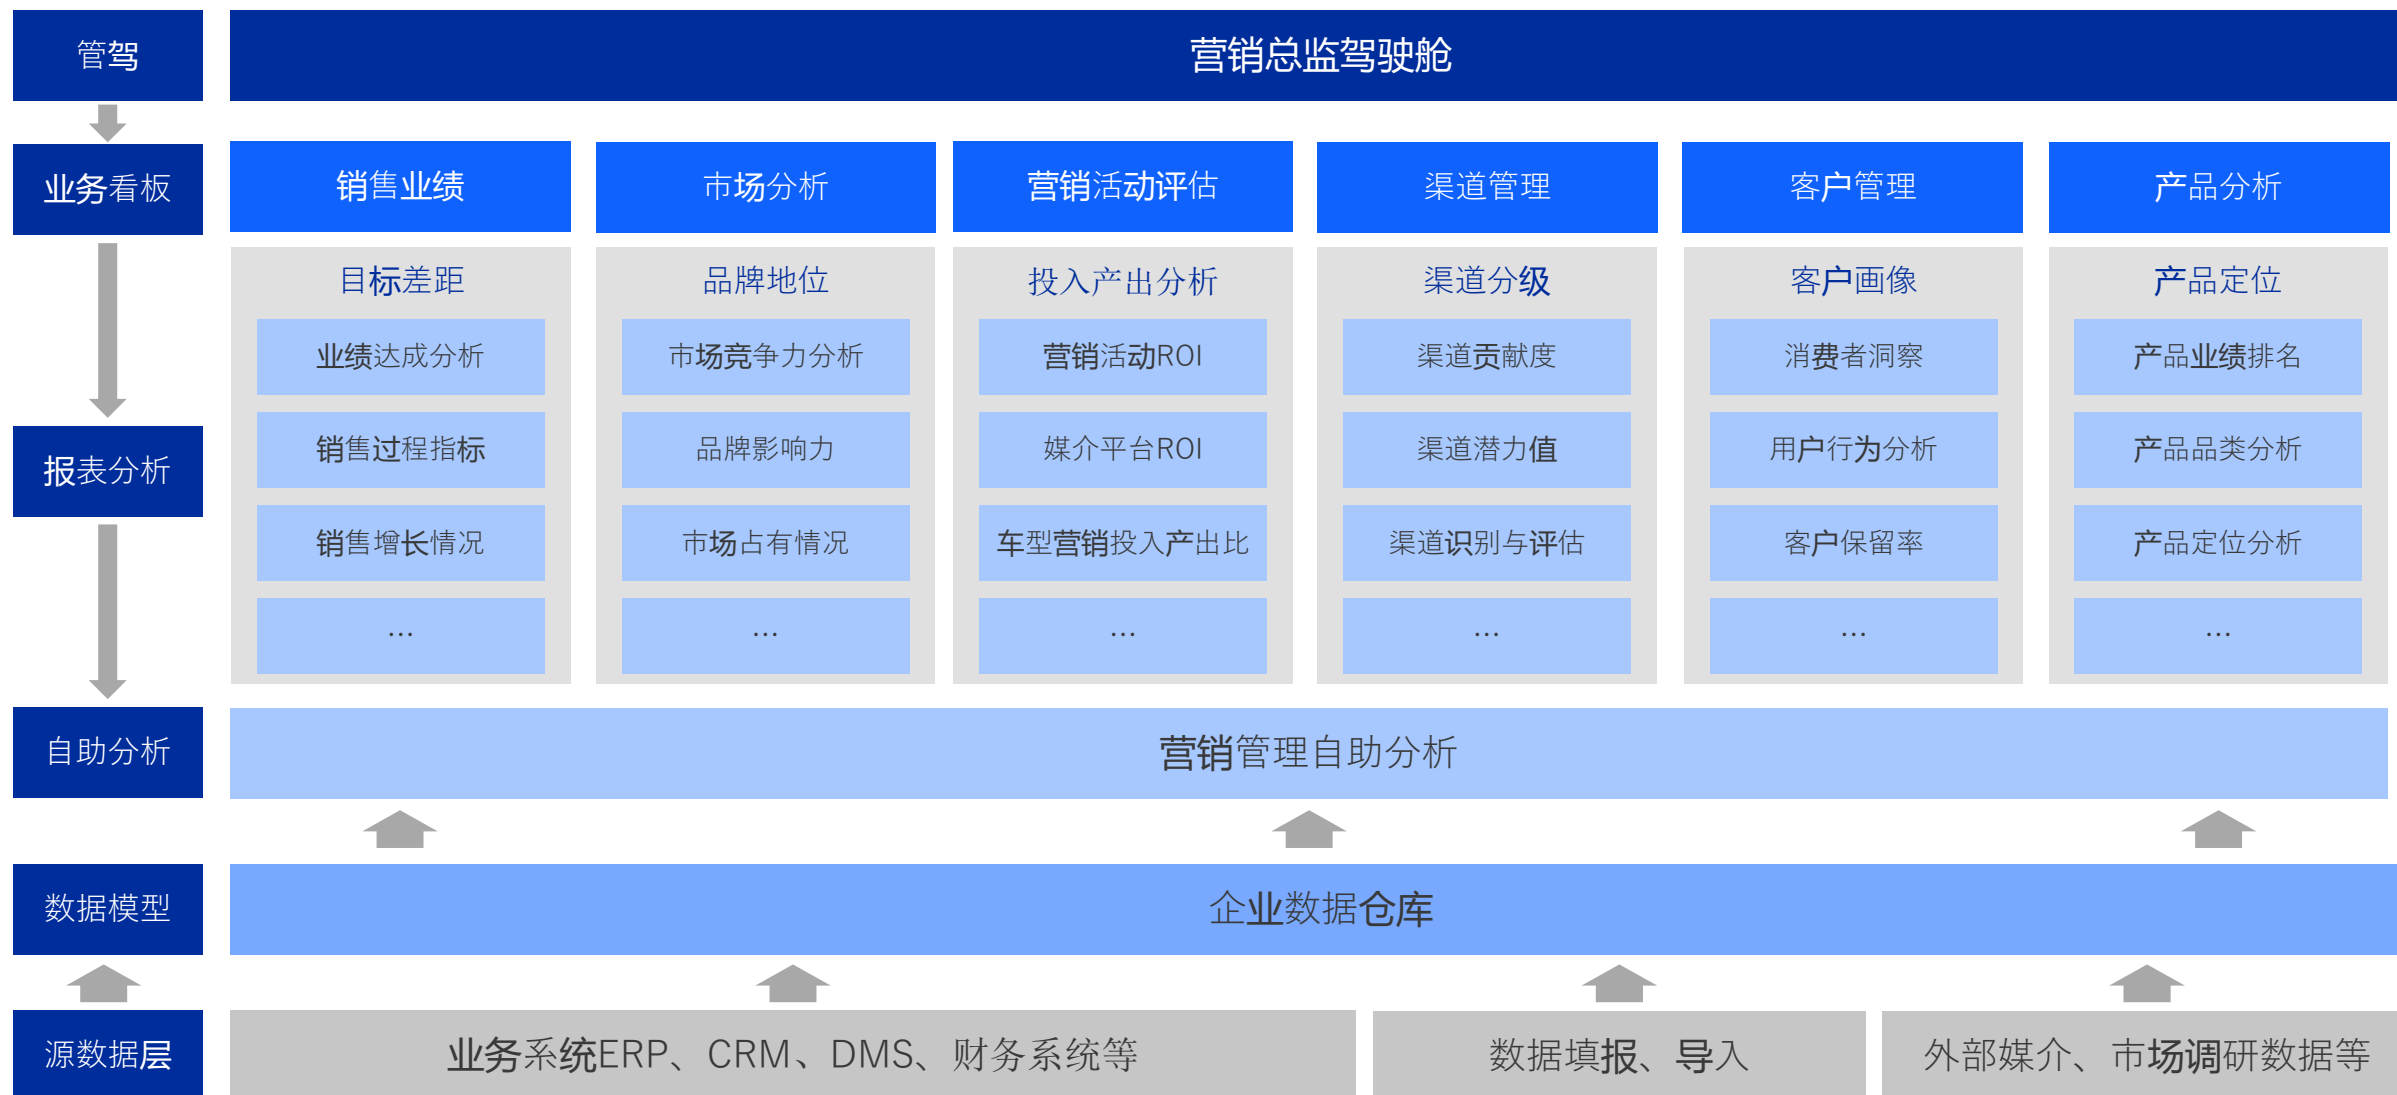 管驾
营销总监驾驶舱
业务看板
销售业绩
市场分析
营销活动评估
渠道管理
客户管理
产品分析
目标差距
品牌地位
投入产出分析
渠道分级
客户画像
产品定位
业绩达成分析
市场竞争力分析
营销活动ROI
渠道贡献度
消费者洞察
产品业绩排名
报表分析
销售过程指标
品牌影响力
媒介平台ROI
渠道潜力值
用户行为分析
产品品类分析
销售增长情况
市场占有情况
车型营销投入产出比
渠道识别与评估
客户保留率
产品定位分析
...
...
...
...
...
...
自助分析
营销管理自助分析
数据模型
企业数据仓库
源数据层
业务系统ERP、CRM、DMS、财务系统等
数据填报、导入
外部媒介、市场调研数据等